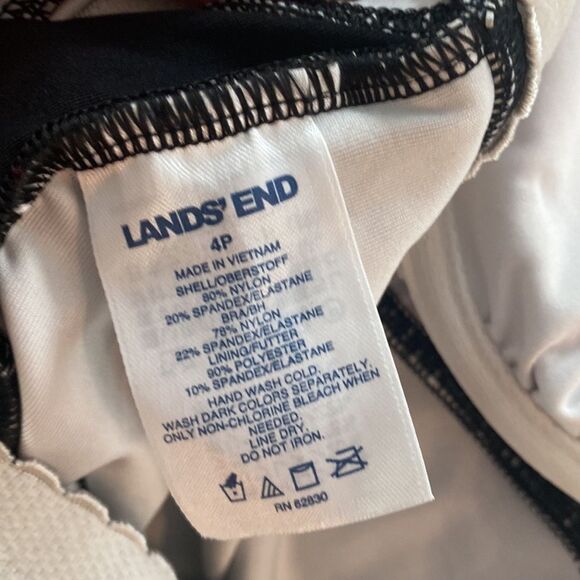 LANDS' END
4P
MADE IN VIETNAM
SHELL/OBERSTOFF
80% NYLON
20% SPANDEX/ELASTANE
BRA/BH
78% NYLON
22% SPANDEX/ELASTANE
LINING/FUTTER
90% POLYESTER
10% SPANDEX/ELASTANE
HAND WASH COLD.
WASH DARK COLORS SEPARATELY.
ONLY NON-CHLORINE BLEACH WHEN
NEEDED.
LINE DRY.
DO NOT IRON.
RN 62830